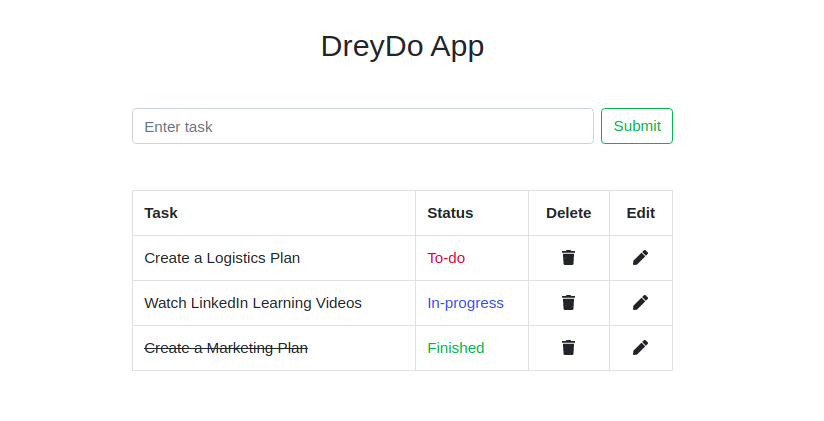 DreyDo App
Enter task
Submit
Task Status Delete Edit
Create a Logistics Plan To-do
Watch LinkedIn Learning Videos In-progress
Create a Marketing Plan Finished